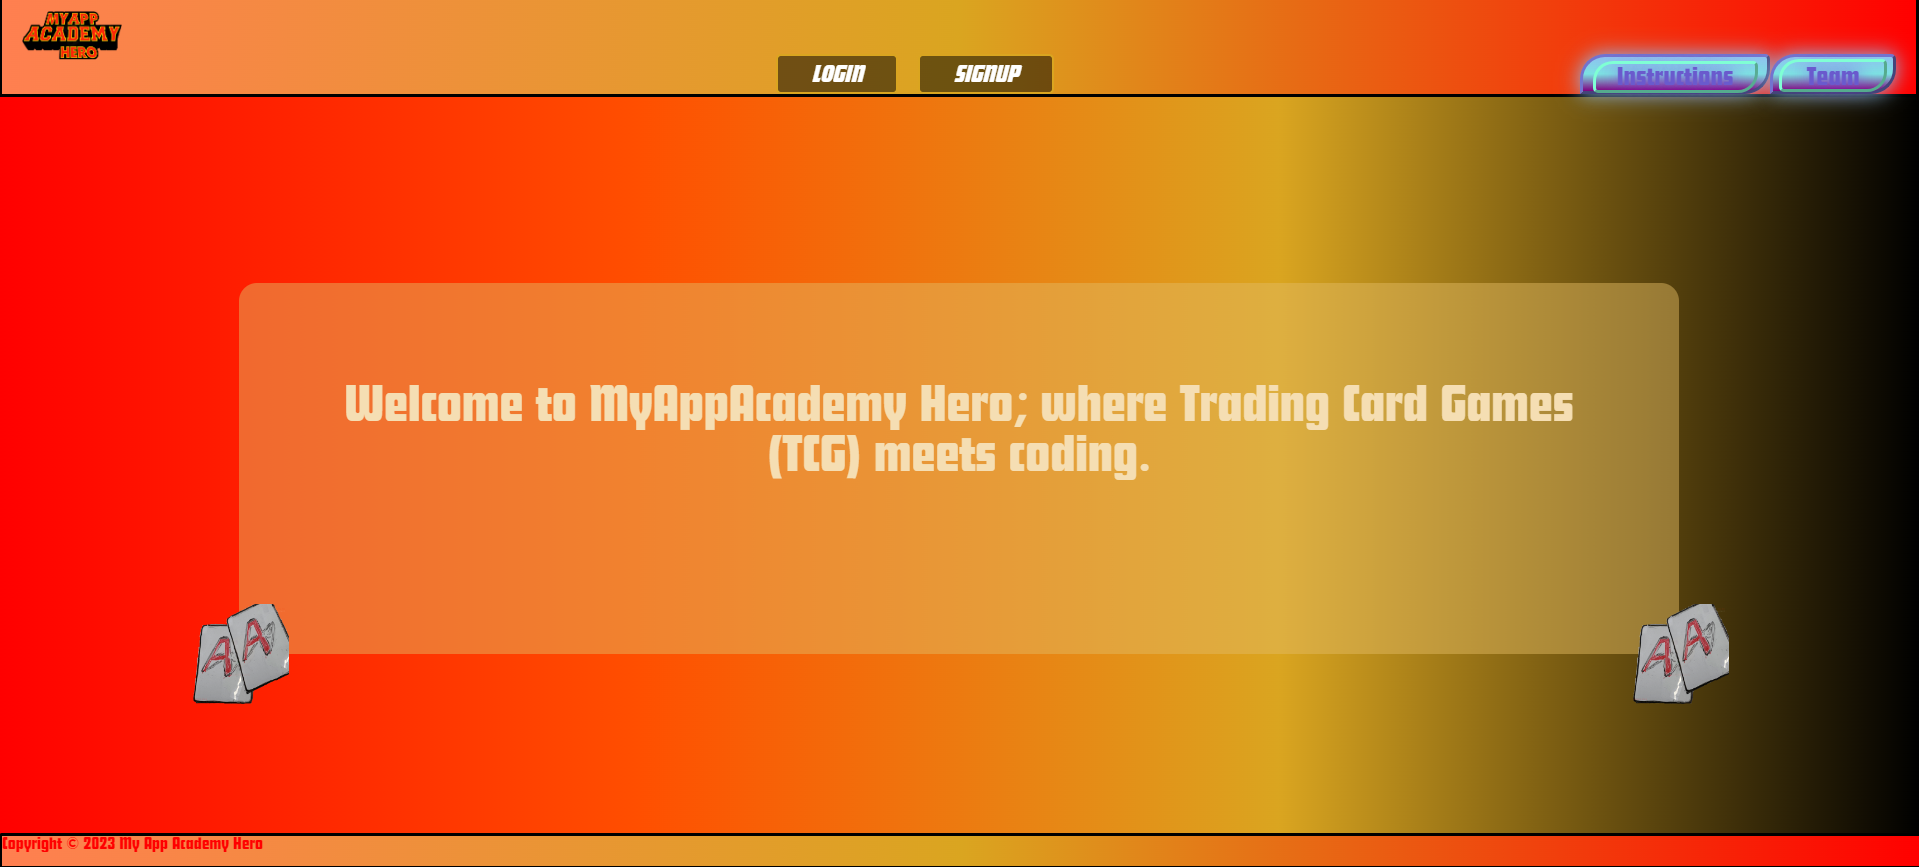 MY APP
ACADEMY
HERO
LOGIN
SIGNUP
Instructions
Team
Welcome to MyAppAcademy Hero; where Trading Card Games
(TCG) meets coding.
A A
A A
Copyright © 2023 My App Academy Hero